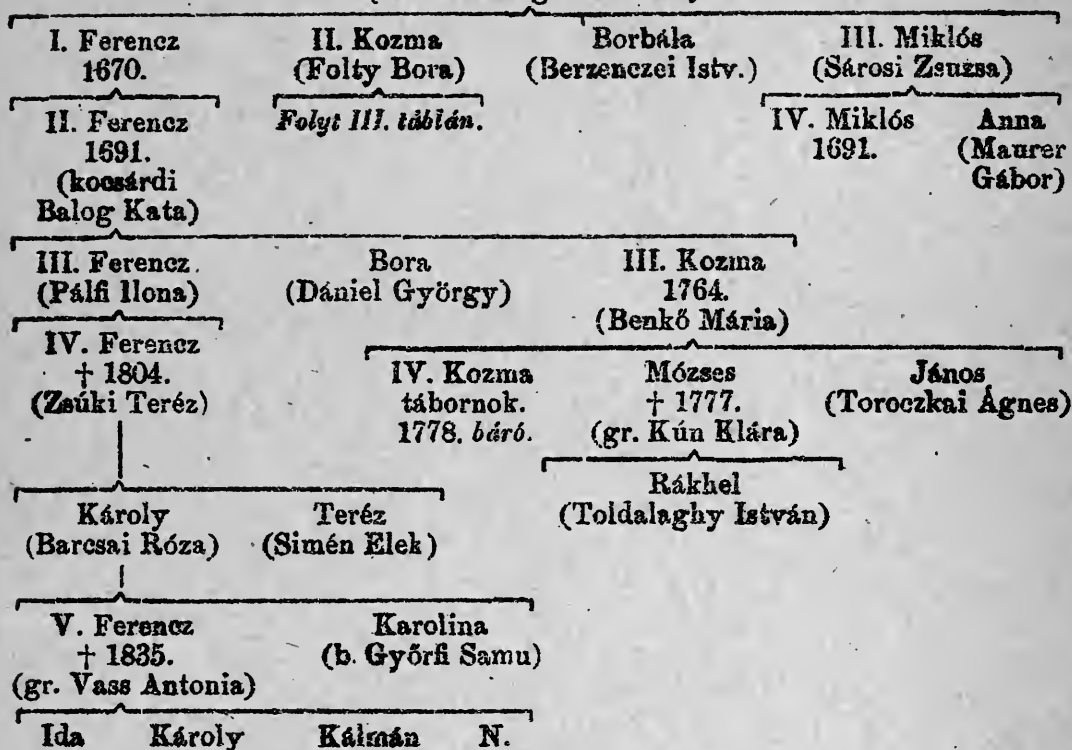 I. Ferencz II. Kozma Borbála III. Miklós
1670. (Folty Bora) (Berzenczei Istv.) (Sárosi Zsuzsa)
II. Ferencz Folyt III. táblán. IV. Miklós Anna
1691. 1691. (Maurer
(kocsárdi Gábor)
Balog Kata)
III. Ferencz. Bora III. Kozma
(Pálfi Ilona) (Dániel György) 1764.
(Benkő Mária)
IV. Ferencz
† 1804. IV. Kozma Mózses János
(Zsúki Teréz) tábornok. † 1777. (Toroczkai Ágnes)
1778. báró. (gr. Kún Klára)
Rákhel
Károly Teréz (Toldalaghy István)
(Barcsai Róza) (Simén Elek)
V. Ferencz Karolina
† 1835. (b. Győrfi Samu)
(gr. Vass Antonia)
Ida Károly Kálmán N.